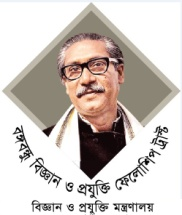 বঙ্গবন্ধু বিজ্ঞান ও প্রযুক্তি ফেলোশিপ ট্রাস্ট
বিজ্ঞান ও প্রযুক্তি মন্ত্রণালয়